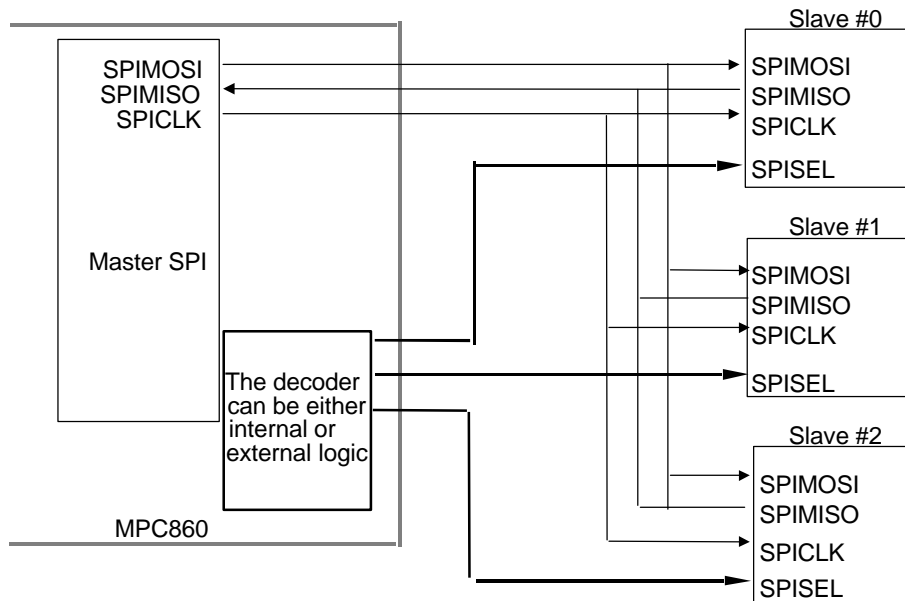 SPIMOSI
SPIMISO
SPICLK
Master SPI
The decoder
can be either
internal or
external logic
MPC860
Slave #0
SPIMOSI
SPIMISO
SPICLK
SPISEL
Slave #1
SPIMOSI
SPIMISO
SPICLK
SPISEL
Slave #2
SPIMOSI
SPIMISO
SPICLK
SPISEL